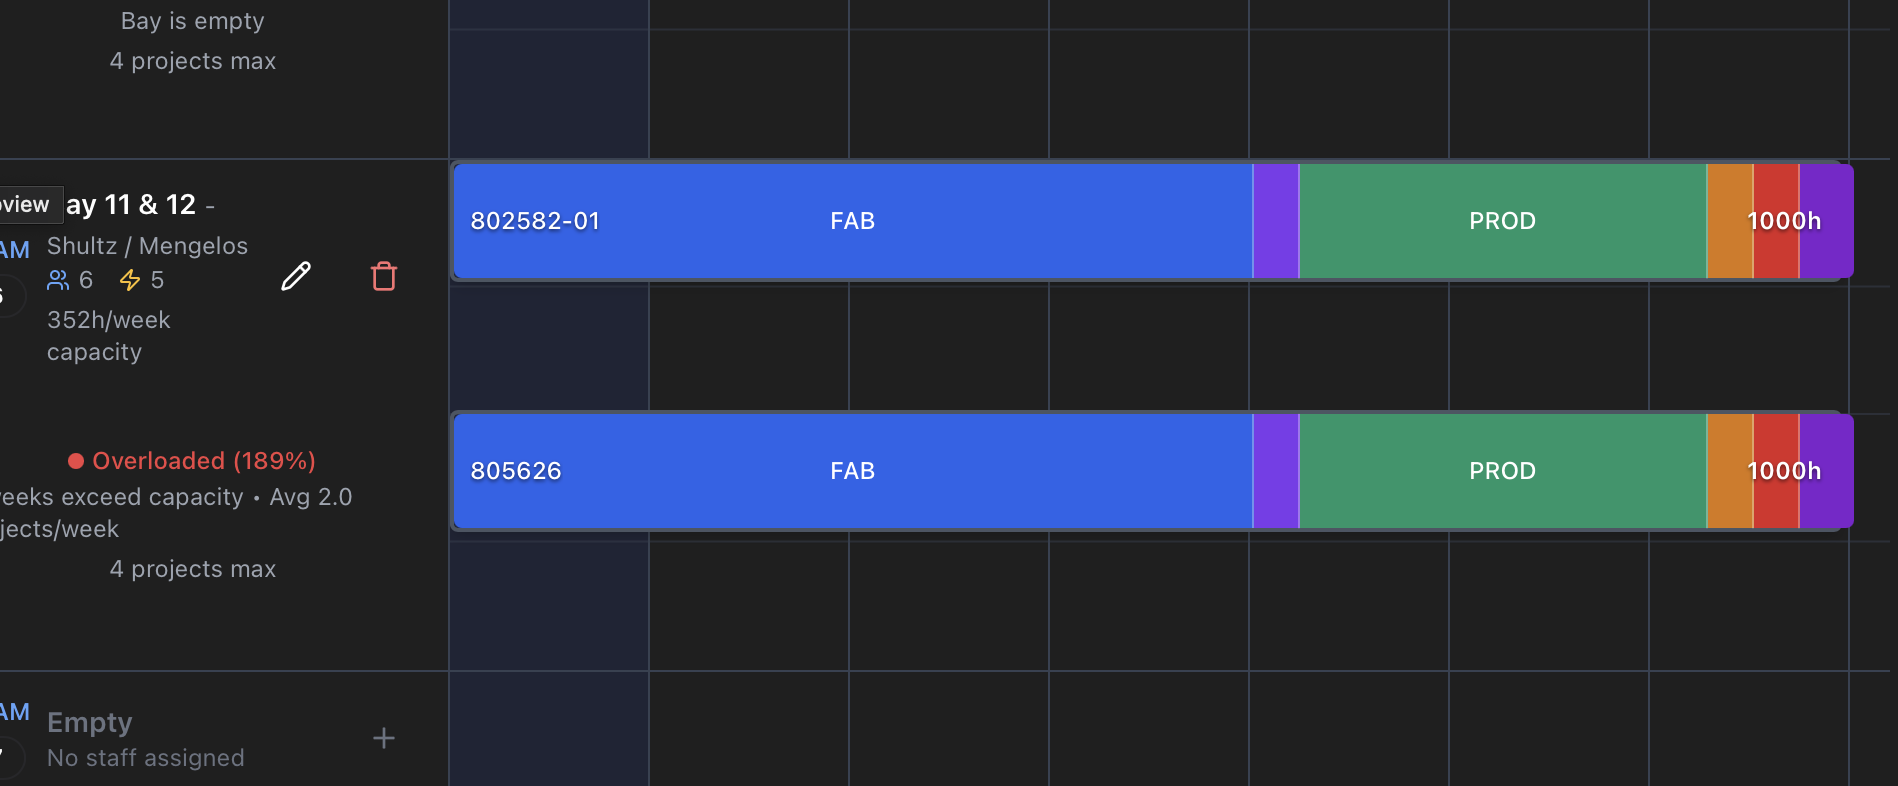 Bay is empty
4 projects max
view
ay 11 & 12 -
AM
Shultz / Mengelos
6 5
352h/week
capacity
802582-01 FAB PROD 1000h
Overloaded (189%)
eeks exceed capacity • Avg 2.0
jects/week
4 projects max
805626 FAB PROD 1000h
AM
Empty
+
No staff assigned